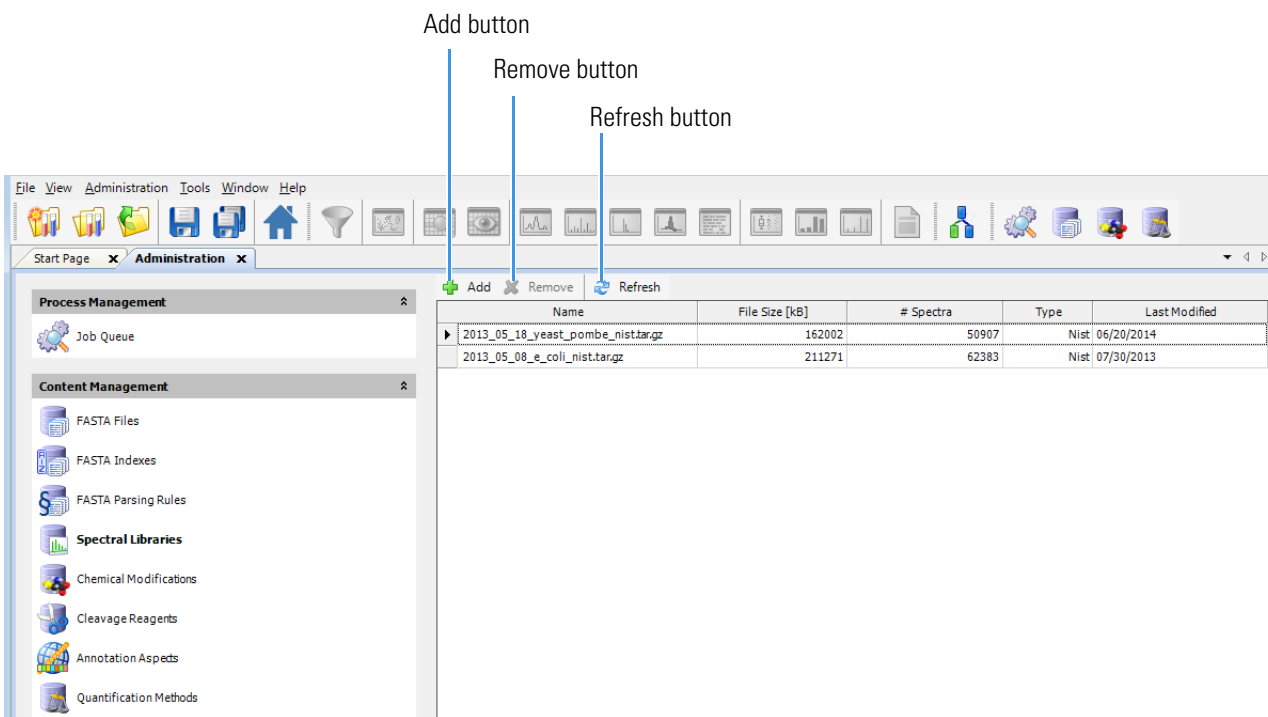 Add button
Remove button
Refresh button
File View Administration Tools Window Help
Start Page x Administration x
Add Remove Refresh
Process Management
Job Queue
Content Management
FASTA Files
FASTA Indexes
FASTA Parsing Rules
Spectral Libraries
Chemical Modifications
Cleavage Reagents
Annotation Aspects
Quantification Methods
Name File Size [kB] # Spectra Type Last Modified
2013_05_18_yeast_pombe_nist.tar.gz 162002 50907 Nist 06/20/2014
2013_05_08_e_coli_nist.tar.gz 211271 62383 Nist 07/30/2013